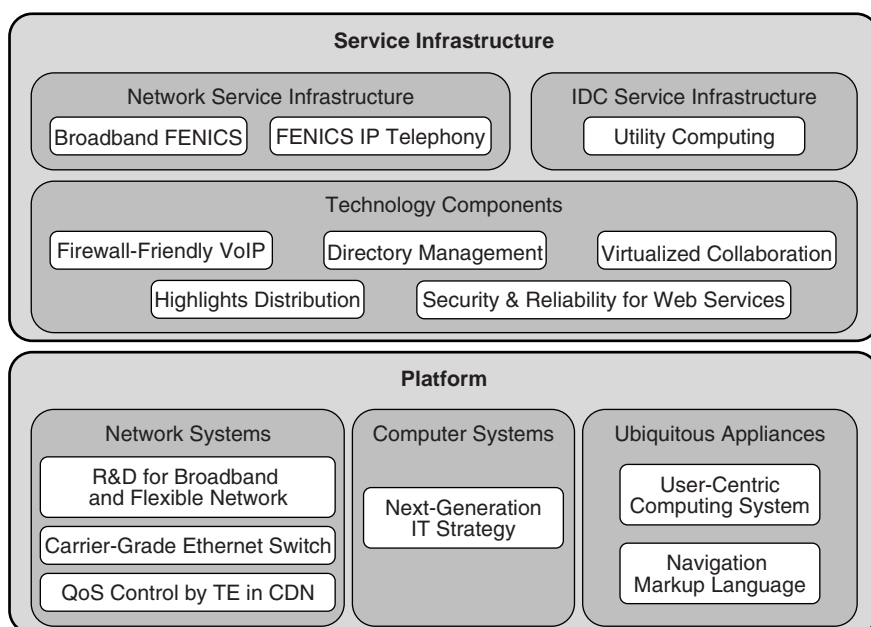 Service Infrastructure
Network Service Infrastructure
Broadband FENICS
FENICS IP Telephony
IDC Service Infrastructure
Utility Computing
Technology Components
Firewall-Friendly VoIP
Directory Management
Virtualized Collaboration
Highlights Distribution
Security & Reliability for Web Services
Platform
Network Systems
R&D for Broadband
and Flexible Network
Carrier-Grade Ethernet Switch
QoS Control by TE in CDN
Computer Systems
Next-Generation
IT Strategy
Ubiquitous Appliances
User-Centric
Computing System
Navigation
Markup Language